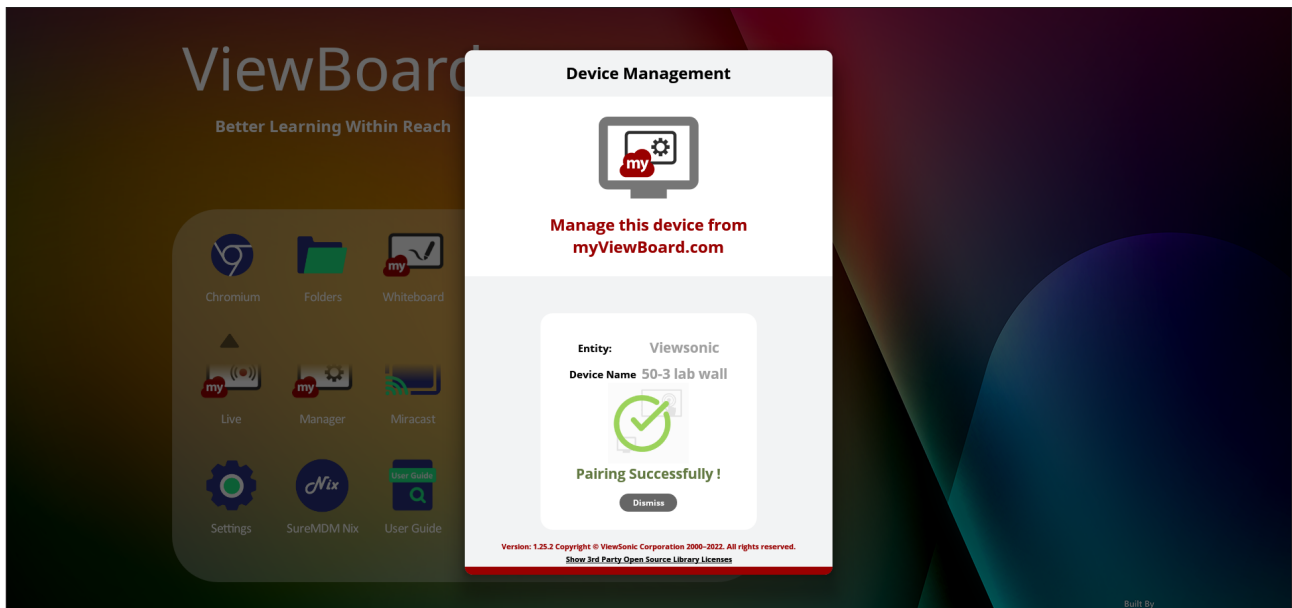 ViewBoard
Better Learning Within Reach
Device Management
my
Manage this device from
myViewBoard.com
Chromium
Folders
my
Whiteboard
my
Live
my
Manager
Miracast
Settings
Nix
SureMDM Nix
User Guide
User Guide
Entity: Viewsonic
Device Name 50-3 lab wall
Pairing Successfully !
Dismiss
Version: 1.25.2 Copyright © ViewSonic Corporation 2000–2022. All rights reserved.
Show 3rd Party Open Source Library Licenses
Built By